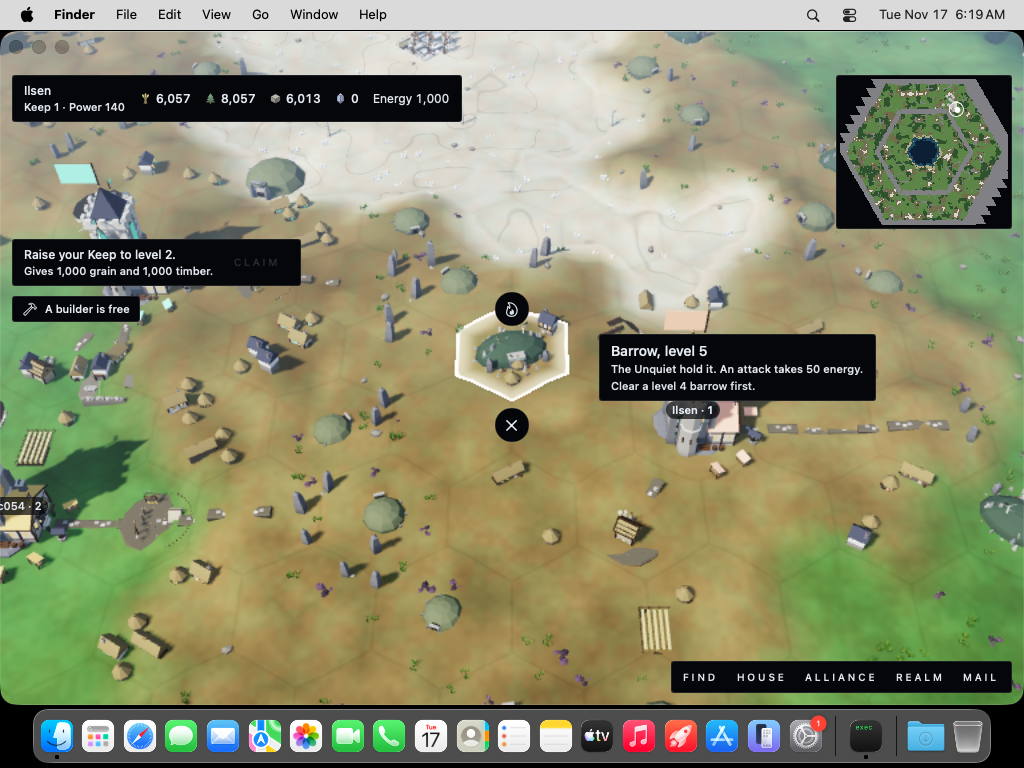 Finder File Edit View Go Window Help Tue Nov 17 6:19 AM
Ilsen
Keep 1 · Power 140
6,057 8,057 6,013 0 Energy 1,000
Raise your Keep to level 2.
Gives 1,000 grain and 1,000 timber.
CLAIM
A builder is free
Barrow, level 5
The Unquiet hold it. An attack takes 50 energy.
Clear a level 4 barrow first.
Ilsen · 1
c054 · 2
FIND HOUSE ALLIANCE REALM MAIL
Tue
17
tv
1
exec